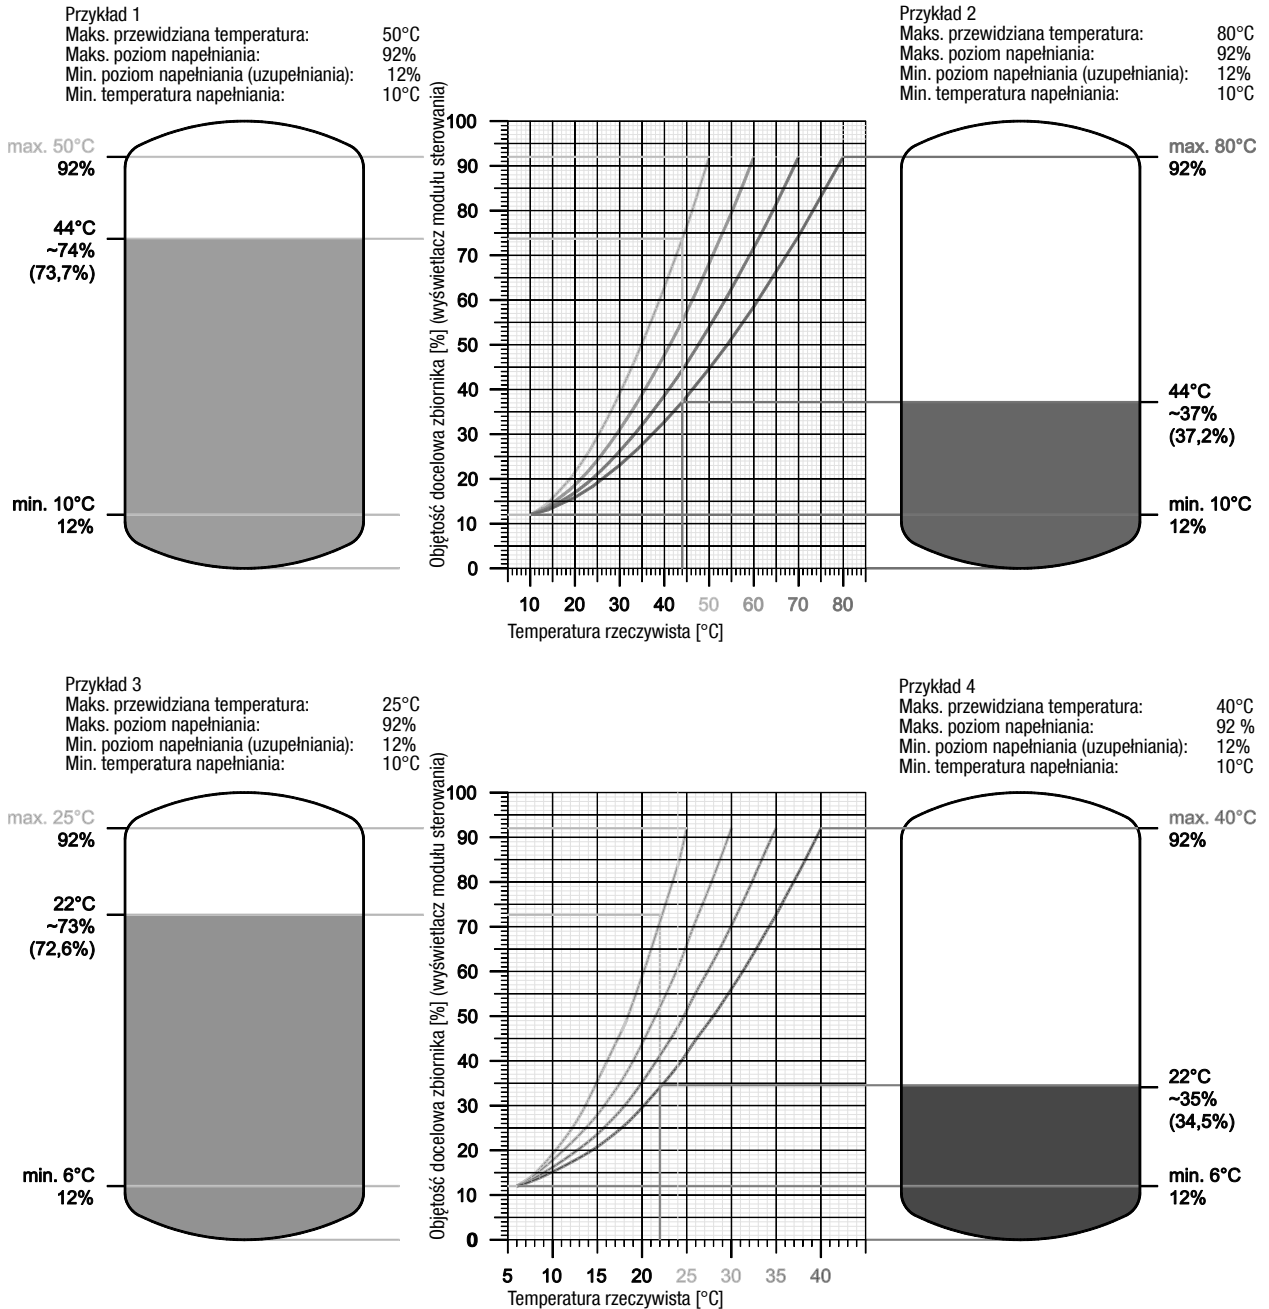 Przykład 1
Maks. przewidziana temperatura: 50°C
Maks. poziom napełniania: 92%
Min. poziom napełniania (uzupełniania): 12%
Min. temperatura napełniania: 10°C
Przykład 2
Maks. przewidziana temperatura: 80°C
Maks. poziom napełniania: 92%
Min. poziom napełniania (uzupełniania): 12%
Min. temperatura napełniania: 10°C
max. 50°C
92%
44°C
~74%
(73,7%)
min. 10°C
12%
Objętość docelowa zbiornika [%] (wyświetlacz modułu sterowania)
100
90
80
70
60
50
40
30
20
10
0
10 20 30 40 50 60 70 80
Temperatura rzeczywista [°C]
max. 80°C
92%
44°C
~37%
(37,2%)
min. 10°C
12%
Przykład 3
Maks. przewidziana temperatura: 25°C
Maks. poziom napełniania: 92%
Min. poziom napełniania (uzupełniania): 12%
Min. temperatura napełniania: 10°C
Przykład 4
Maks. przewidziana temperatura: 40°C
Maks. poziom napełniania: 92 %
Min. poziom napełniania (uzupełniania): 12%
Min. temperatura napełniania: 10°C
max. 25°C
92%
22°C
~73%
(72,6%)
min. 6°C
12%
Objętość docelowa zbiornika [%] (wyświetlacz modułu sterowania)
100
90
80
70
60
50
40
30
20
10
0
5 10 15 20 25 30 35 40
Temperatura rzeczywista [°C]
max. 40°C
92%
22°C
~35%
(34,5%)
min. 6°C
12%